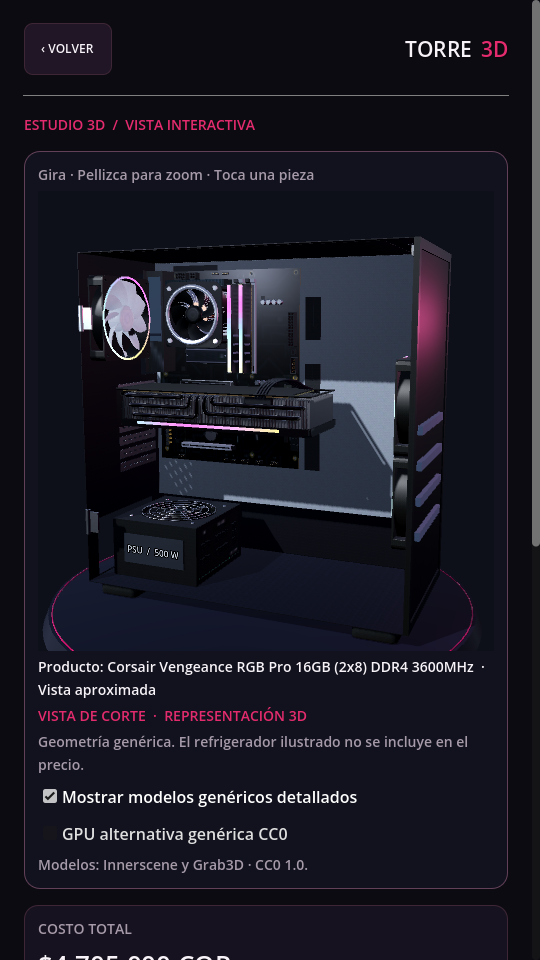 ‹ VOLVER
TORRE 3D
ESTUDIO 3D / VISTA INTERACTIVA
Gira · Pellizca para zoom · Toca una pieza
PSU / 500 W
Producto: Corsair Vengeance RGB Pro 16GB (2x8) DDR4 3600MHz ·
Vista aproximada
VISTA DE CORTE · REPRESENTACIÓN 3D
Geometría genérica. El refrigerador ilustrado no se incluye en el
precio.
Mostrar modelos genéricos detallados
GPU alternativa genérica CC0
Modelos: Innerscene y Grab3D · CC0 1.0.
COSTO TOTAL